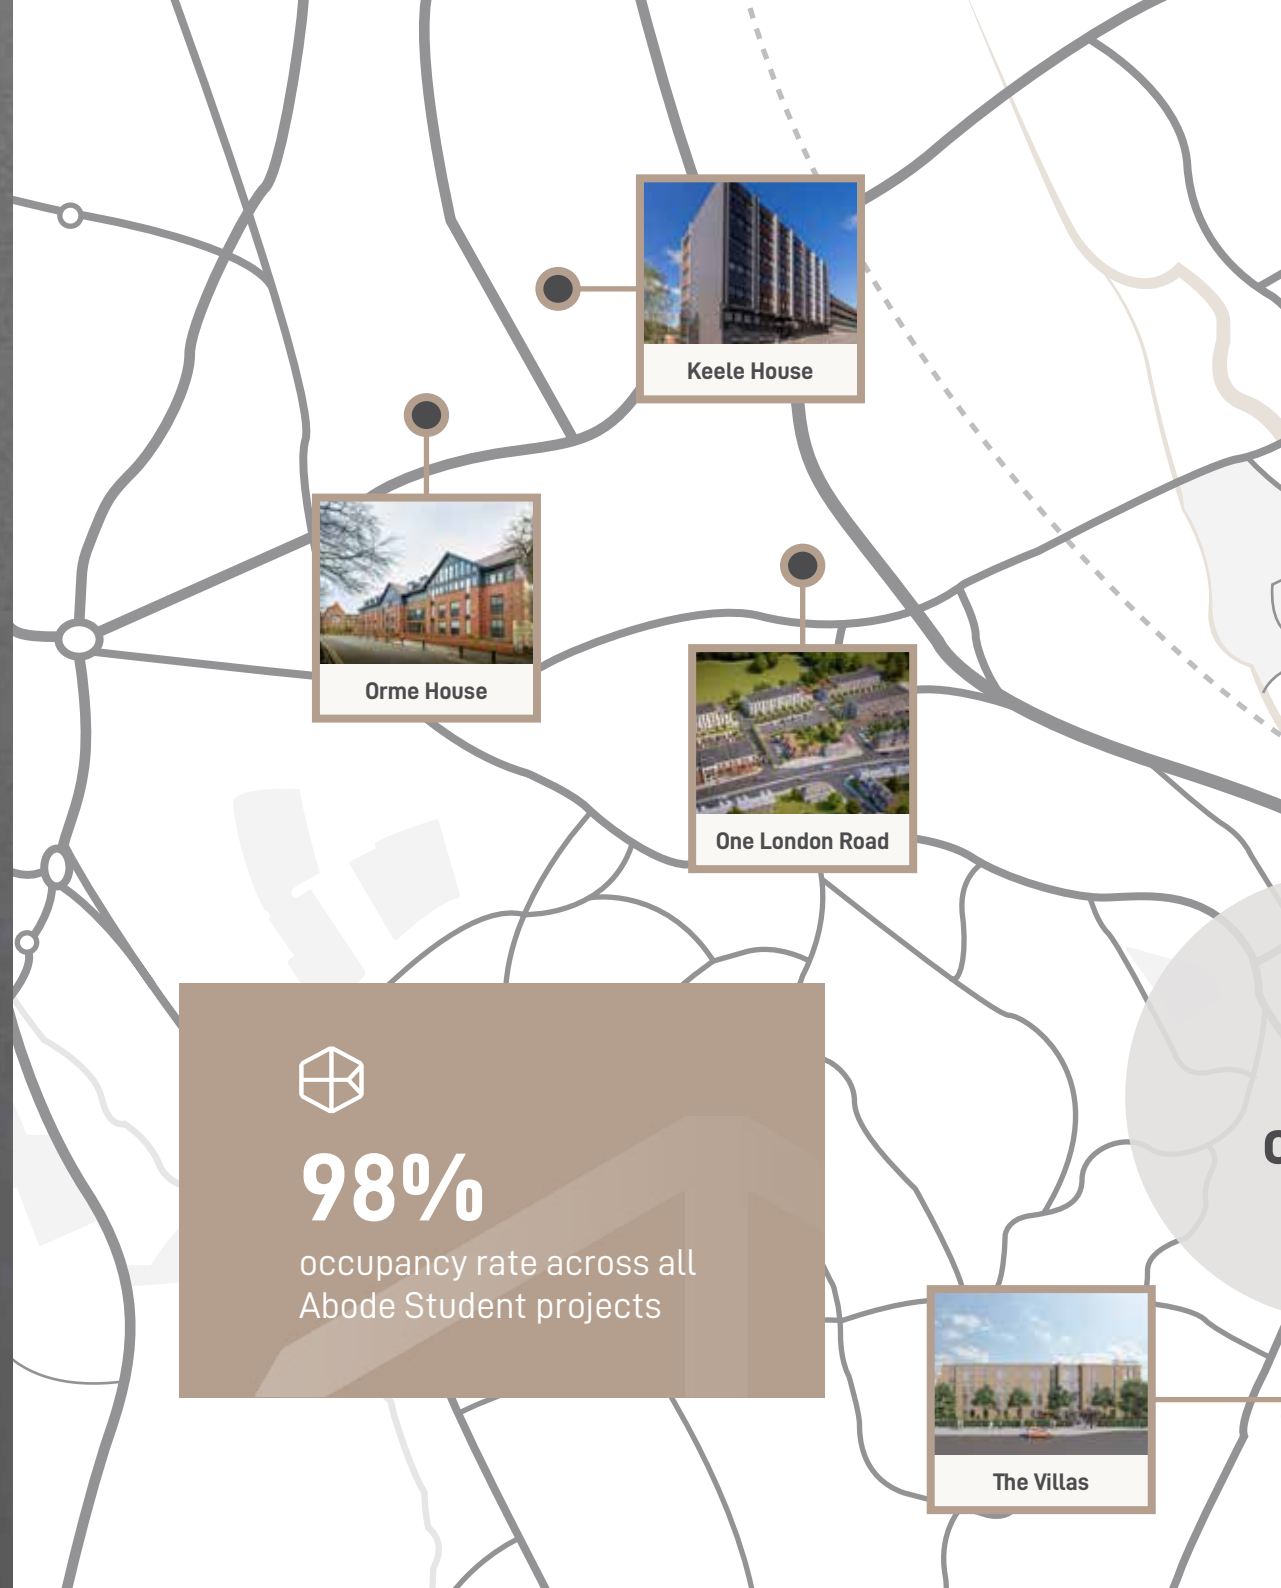 Keele House
Orme House
One London Road
98%
occupancy rate across all
Abode Student projects
The Villas